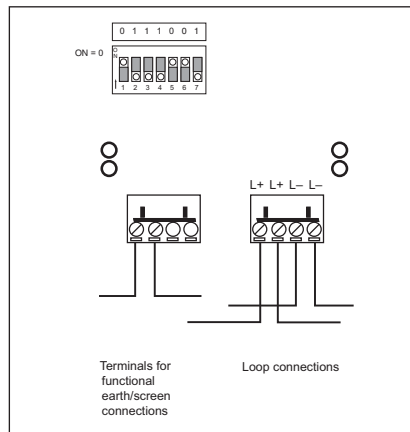 0 1 1 1 0 0 1
ON = 0
ON
1 2 3 4 5 6 7
L+ L+ L– L–
Terminals for
functional
earth/screen
connections
Loop connections